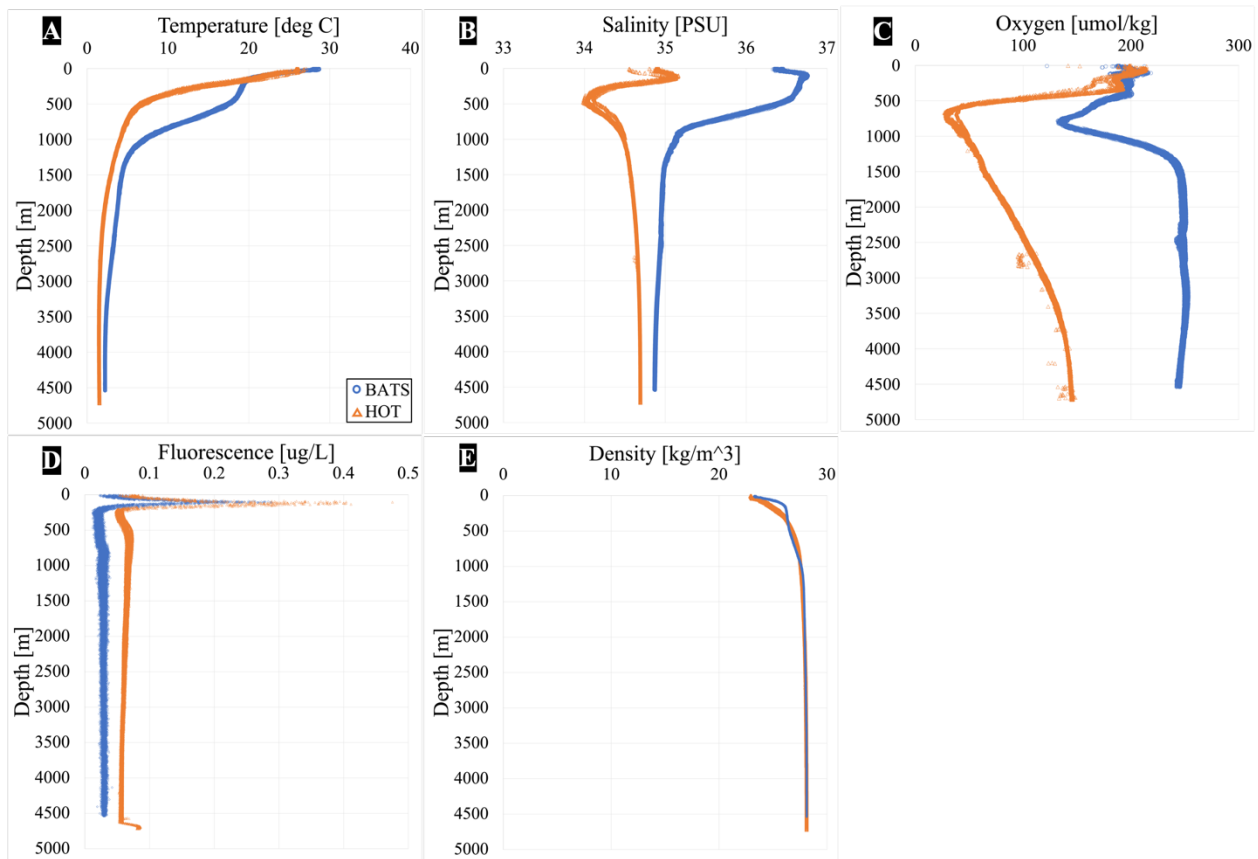 A
Temperature [deg C]
0 10 20 30 40
Depth [m]
0
500
1000
1500
2000
2500
3000
3500
4000
4500
5000
BATS
HOT
B
Salinity [PSU]
33 34 35 36 37
Depth [m]
0
500
1000
1500
2000
2500
3000
3500
4000
4500
5000
C
Oxygen [umol/kg]
0 100 200 300
Depth [m]
0
500
1000
1500
2000
2500
3000
3500
4000
4500
5000
D
Fluorescence [ug/L]
0 0.1 0.2 0.3 0.4 0.5
Depth [m]
0
500
1000
1500
2000
2500
3000
3500
4000
4500
5000
E
Density [kg/m^3]
0 10 20 30
Depth [m]
0
500
1000
1500
2000
2500
3000
3500
4000
4500
5000